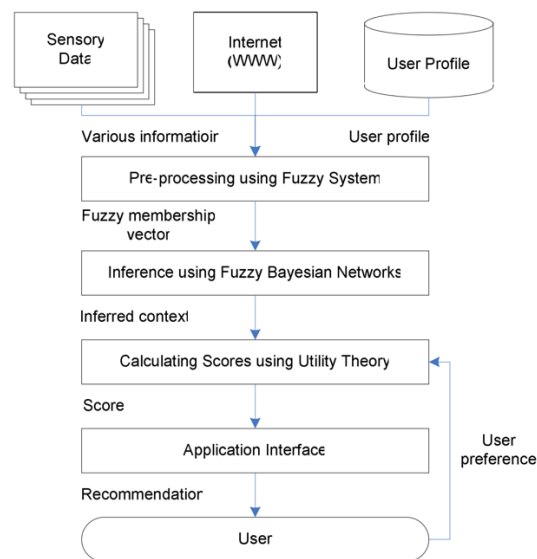 Sensory
Data
Internet
(WWW)
User Profile
Various information
User profile
Pre-processing using Fuzzy System
Fuzzy membership
vector
Inference using Fuzzy Bayesian Networks
Inferred context
Calculating Scores using Utility Theory
Score
User
preference
Application Interface
Recommendation
User